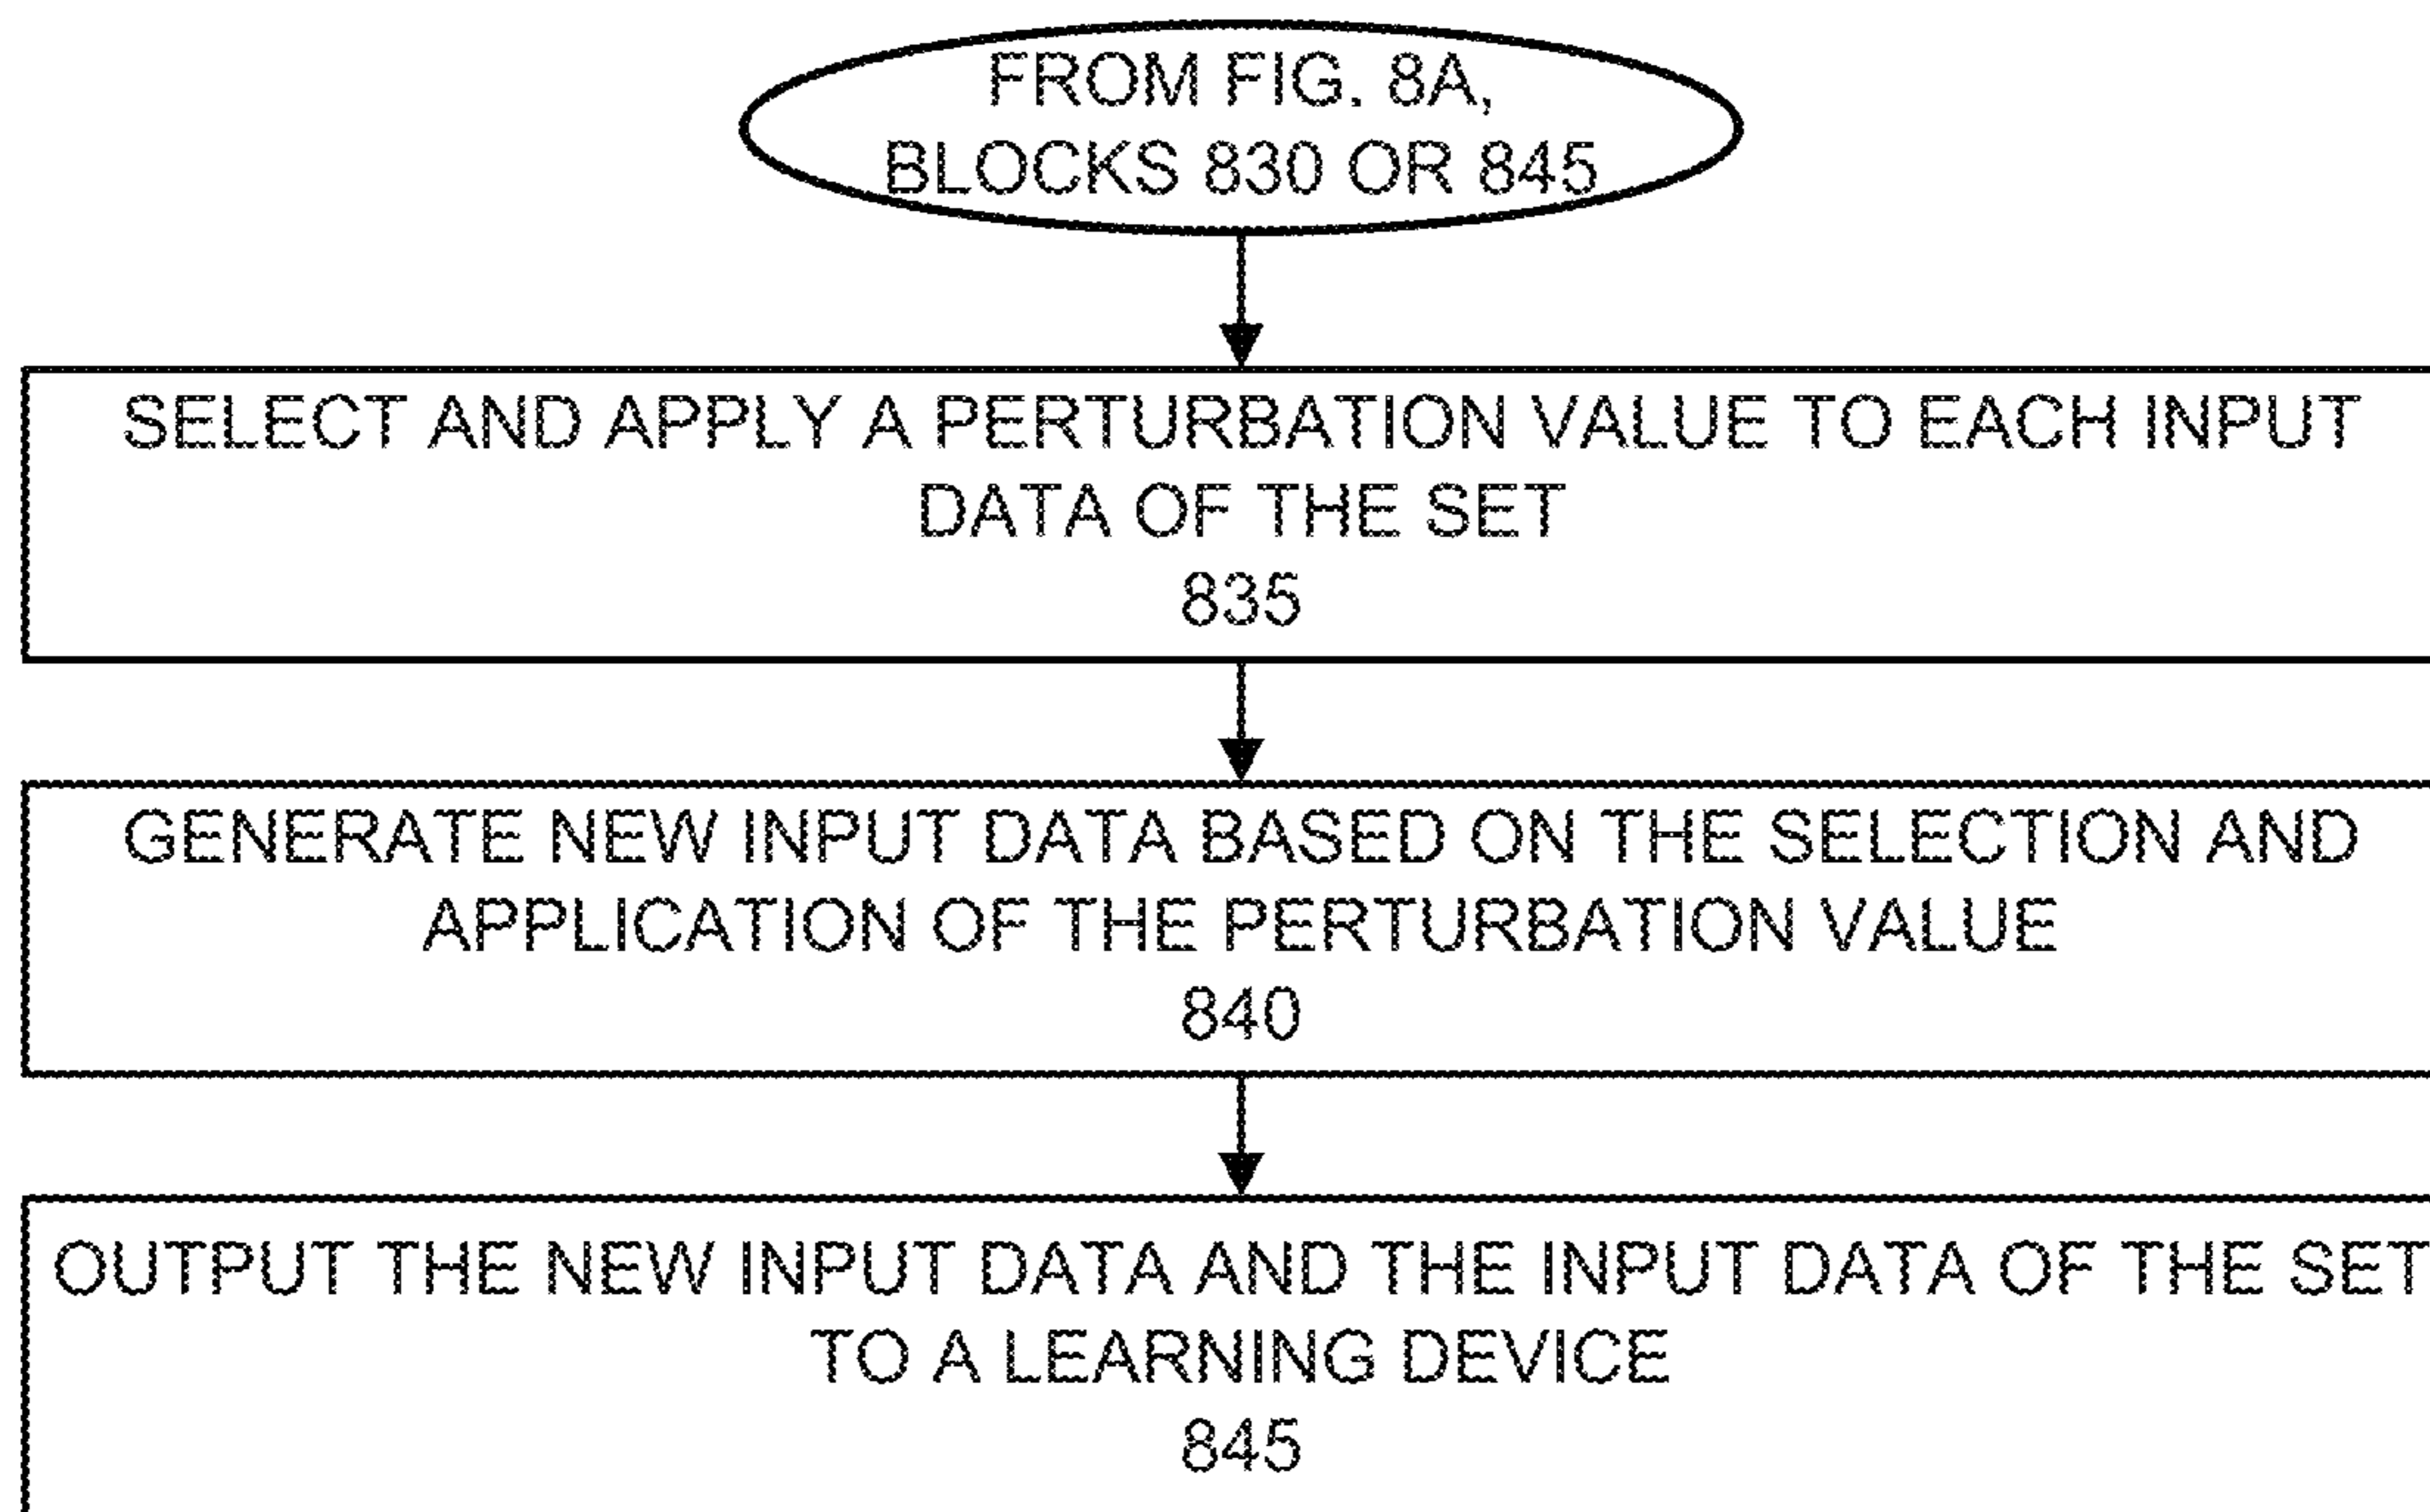 FROM FIG. 8A,
BLOCKS 830 OR 845
SELECT AND APPLY A PERTURBATION VALUE TO EACH INPUT
DATA OF THE SET
835
GENERATE NEW INPUT DATA BASED ON THE SELECTION AND
APPLICATION OF THE PERTURBATION VALUE
840
OUTPUT THE NEW INPUT DATA AND THE INPUT DATA OF THE SET
TO A LEARNING DEVICE
845